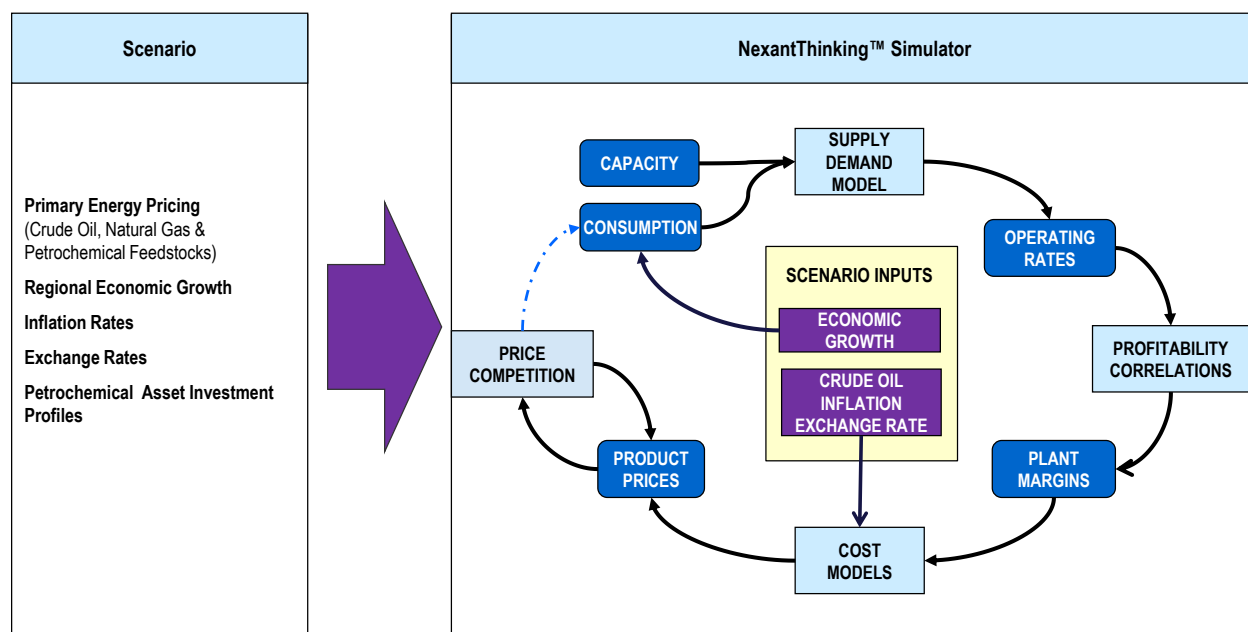 Scenario
Primary Energy Pricing
(Crude Oil, Natural Gas &
Petrochemical Feedstocks)
Regional Economic Growth
Inflation Rates
Exchange Rates
Petrochemical Asset Investment
Profiles
NexantThinking™ Simulator
CAPACITY
CONSUMPTION
SUPPLY
DEMAND
MODEL
OPERATING
RATES
SCENARIO INPUTS
ECONOMIC
GROWTH
CRUDE OIL
INFLATION
EXCHANGE RATE
PRICE
COMPETITION
PROFITABILITY
CORRELATIONS
PRODUCT
PRICES
PLANT
MARGINS
COST
MODELS